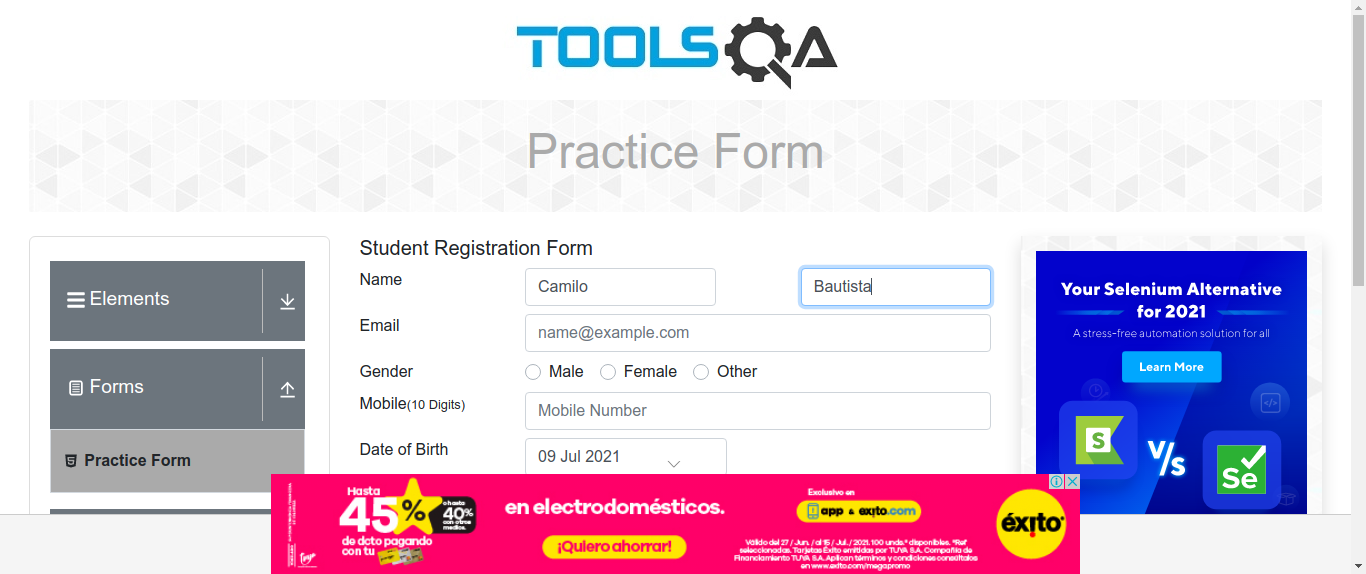 TOOLSQA
Practice Form
Elements
Forms
Practice Form
Student Registration Form
Name
Camilo
Bautista
Email
name@example.com
Gender
Male
Female
Other
Mobile(10 Digits)
Mobile Number
Date of Birth
09 Jul 2021
Your Selenium Alternative
for 2021
A stress-free automation solution for all
Learn More
S
V/s
Se
Hasta
45%
o hasta
40%
con otros
medios.
de dcto pagando
con tu
en electrodomésticos.
¡Quiero ahorrar!
Exclusivo en
app & exito.com
Válido del 27 / Jun. / al 15 / Jul. / 2021. 100 unds.* disponibles. *Ref
seleccionadas. Tarjetas Éxito emitidas por TUYA S.A. Compañía de
Financiamiento TUYA S.A. Aplican términos y condiciones consúltalos
en www.exito.com/megapromo
éxito